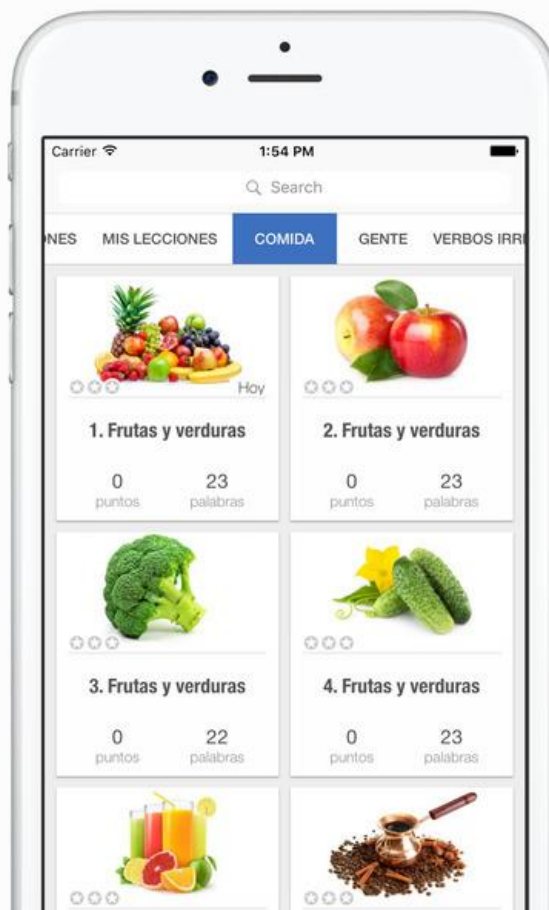 Carrier 1:54 PM
Search
NES MIS LECCIONES COMIDA GENTE VERBOS IRR
Hoy
1. Frutas y verduras 2. Frutas y verduras
0 23 0 23
puntos palabras puntos palabras
3. Frutas y verduras 4. Frutas y verduras
0 22 0 23
puntos palabras puntos palabras